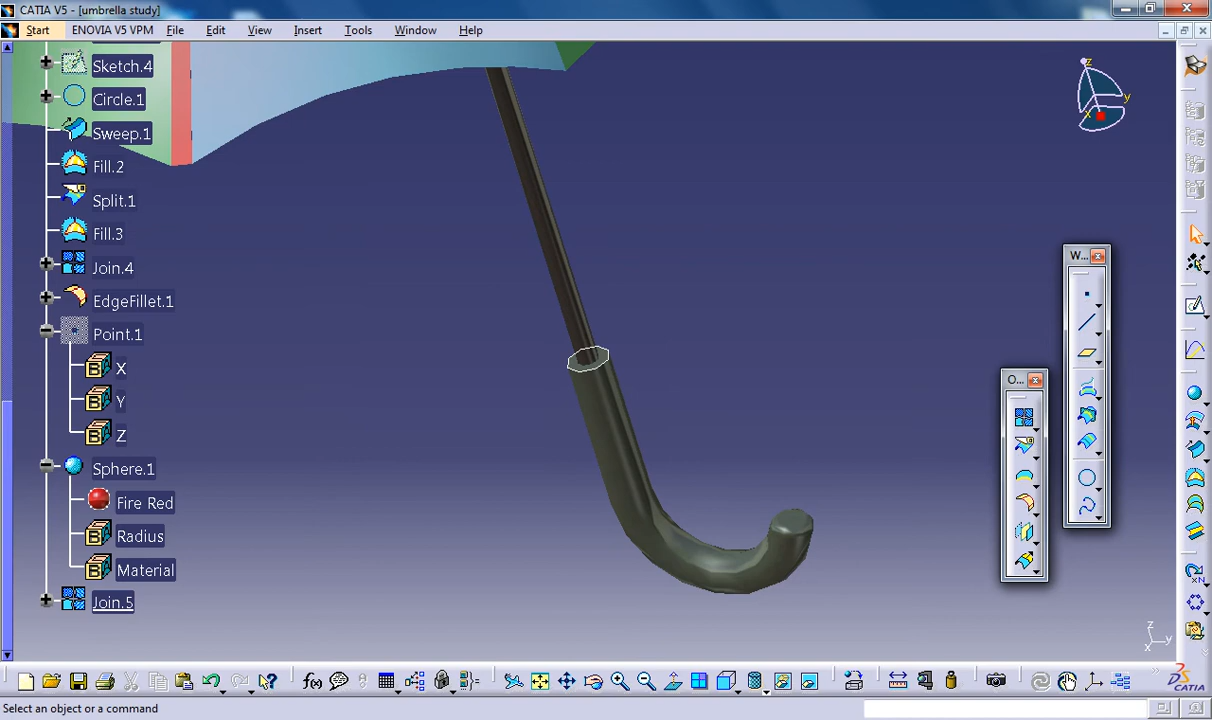 CATIA V5 - [umbrella study]
Start ENOVIA V5 VPM File Edit View Insert Tools Window Help
Sketch.4
Circle.1
Sweep.1
Fill.2
Split.1
Fill.3
Join.4
EdgeFillet.1
Point.1
X
Y
Z
Sphere.1
Fire Red
Radius
Material
Join.5
z
y
x
W...
O...
z
x y
f(x)
CATIA
Select an object or a command